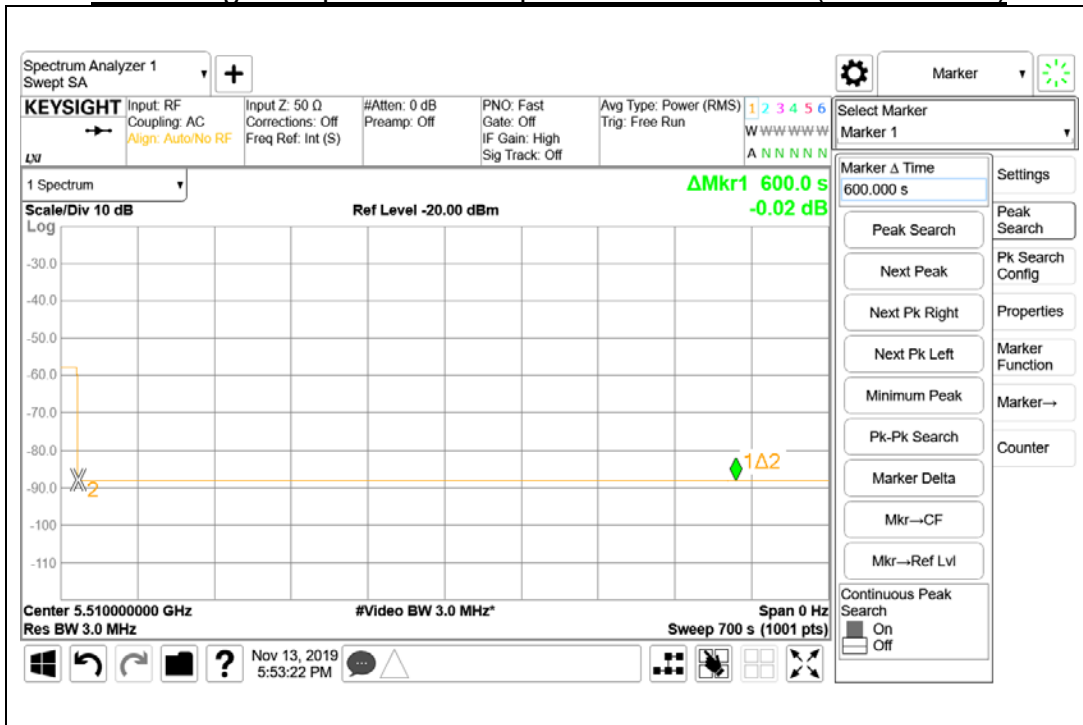 Spectrum Analyzer 1
Swept SA
+
Marker
KEYSIGHT
LXI
Input: RF
Coupling: AC
Align: Auto/No RF
Input Z: 50 Ω
Corrections: Off
Freq Ref: Int (S)
#Atten: 0 dB
Preamp: Off
PNO: Fast
Gate: Off
IF Gain: High
Sig Track: Off
Avg Type: Power (RMS)
Trig: Free Run
1 2 3 4 5 6
W W W W W W
A N N N N N
Select Marker
Marker 1
1 Spectrum
ΔMkr1 600.0 s
-0.02 dB
Scale/Div 10 dB
Ref Level -20.00 dBm
Log
-30.0
-40.0
-50.0
-60.0
-70.0
-80.0
-90.0
-100
-110
2
1Δ2
Center 5.510000000 GHz
#Video BW 3.0 MHz*
Span 0 Hz
Res BW 3.0 MHz
Sweep 700 s (1001 pts)
?
Nov 13, 2019
5:53:22 PM
Marker Δ Time
600.000 s
Peak Search
Next Peak
Next Pk Right
Next Pk Left
Minimum Peak
Pk-Pk Search
Marker Delta
Mkr→CF
Mkr→Ref Lvl
Continuous Peak
Search
On
Off
Settings
Peak
Search
Pk Search
Config
Properties
Marker
Function
Marker→
Counter